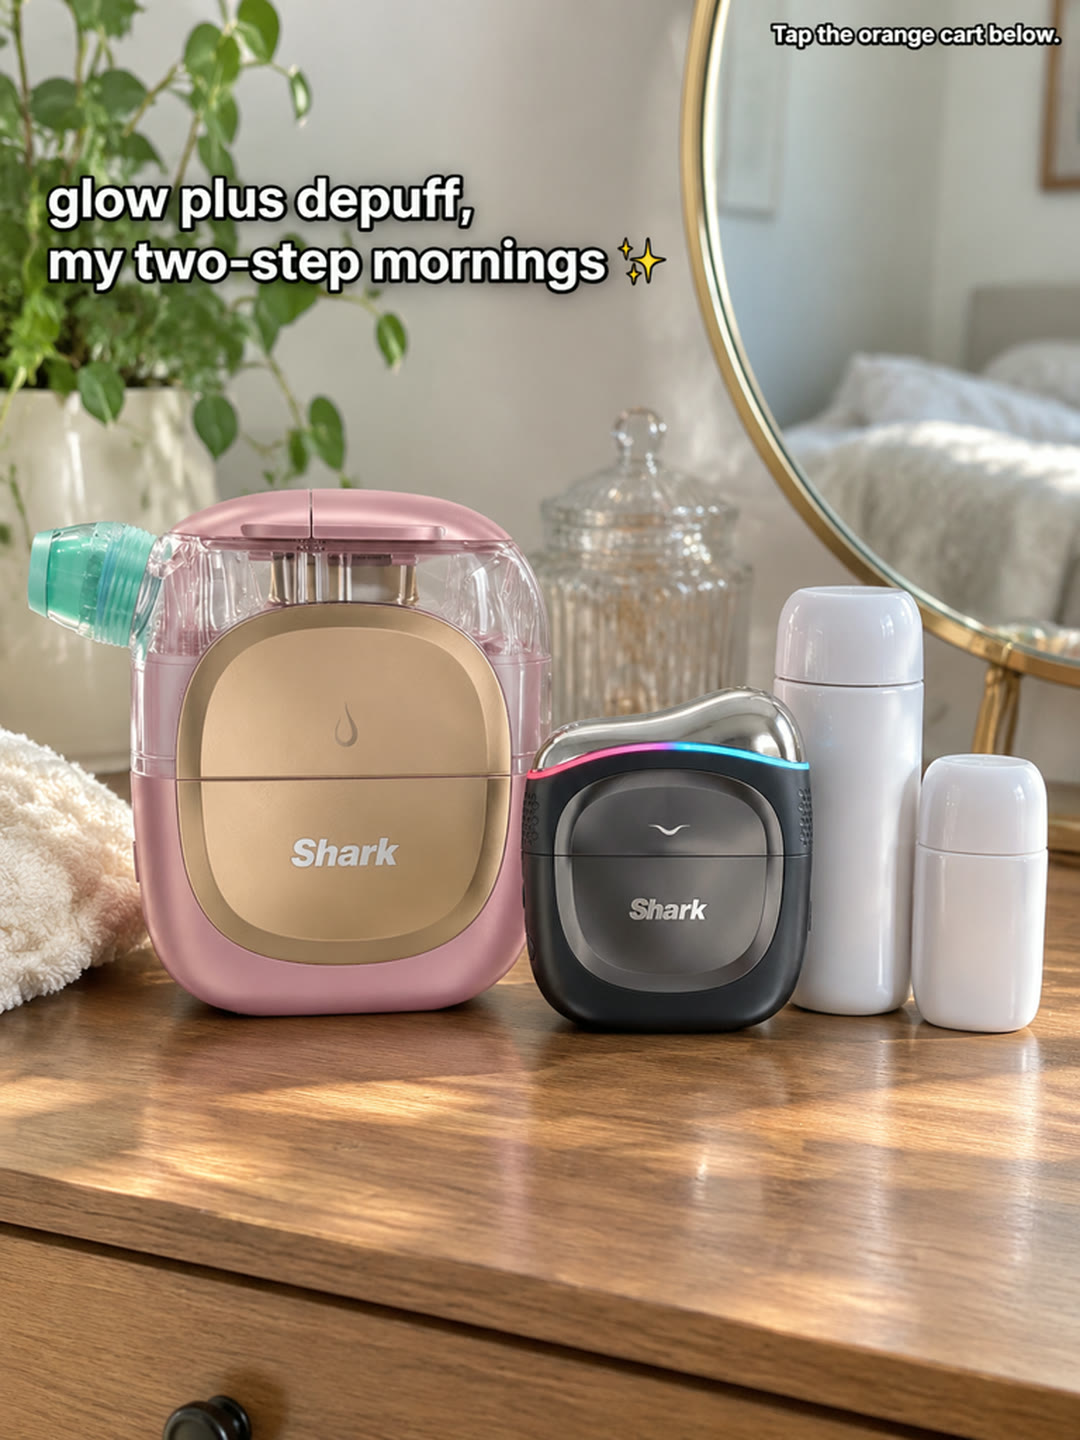 Tap the orange cart below.
glow plus depuff,
my two-step mornings ✨
Shark
Shark